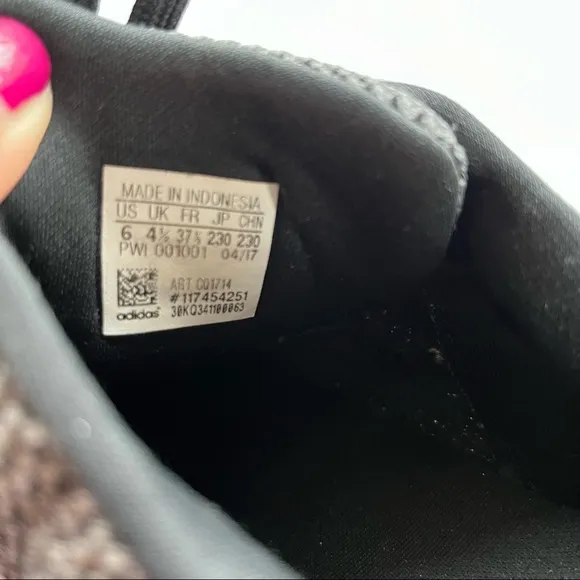 MADE IN INDONESIA
US UK FR JP CHN
6 4½ 37⅓ 230 230
PWI 001001 04/17
ART CQ1714
#117454251
adidas 30KQ341100063